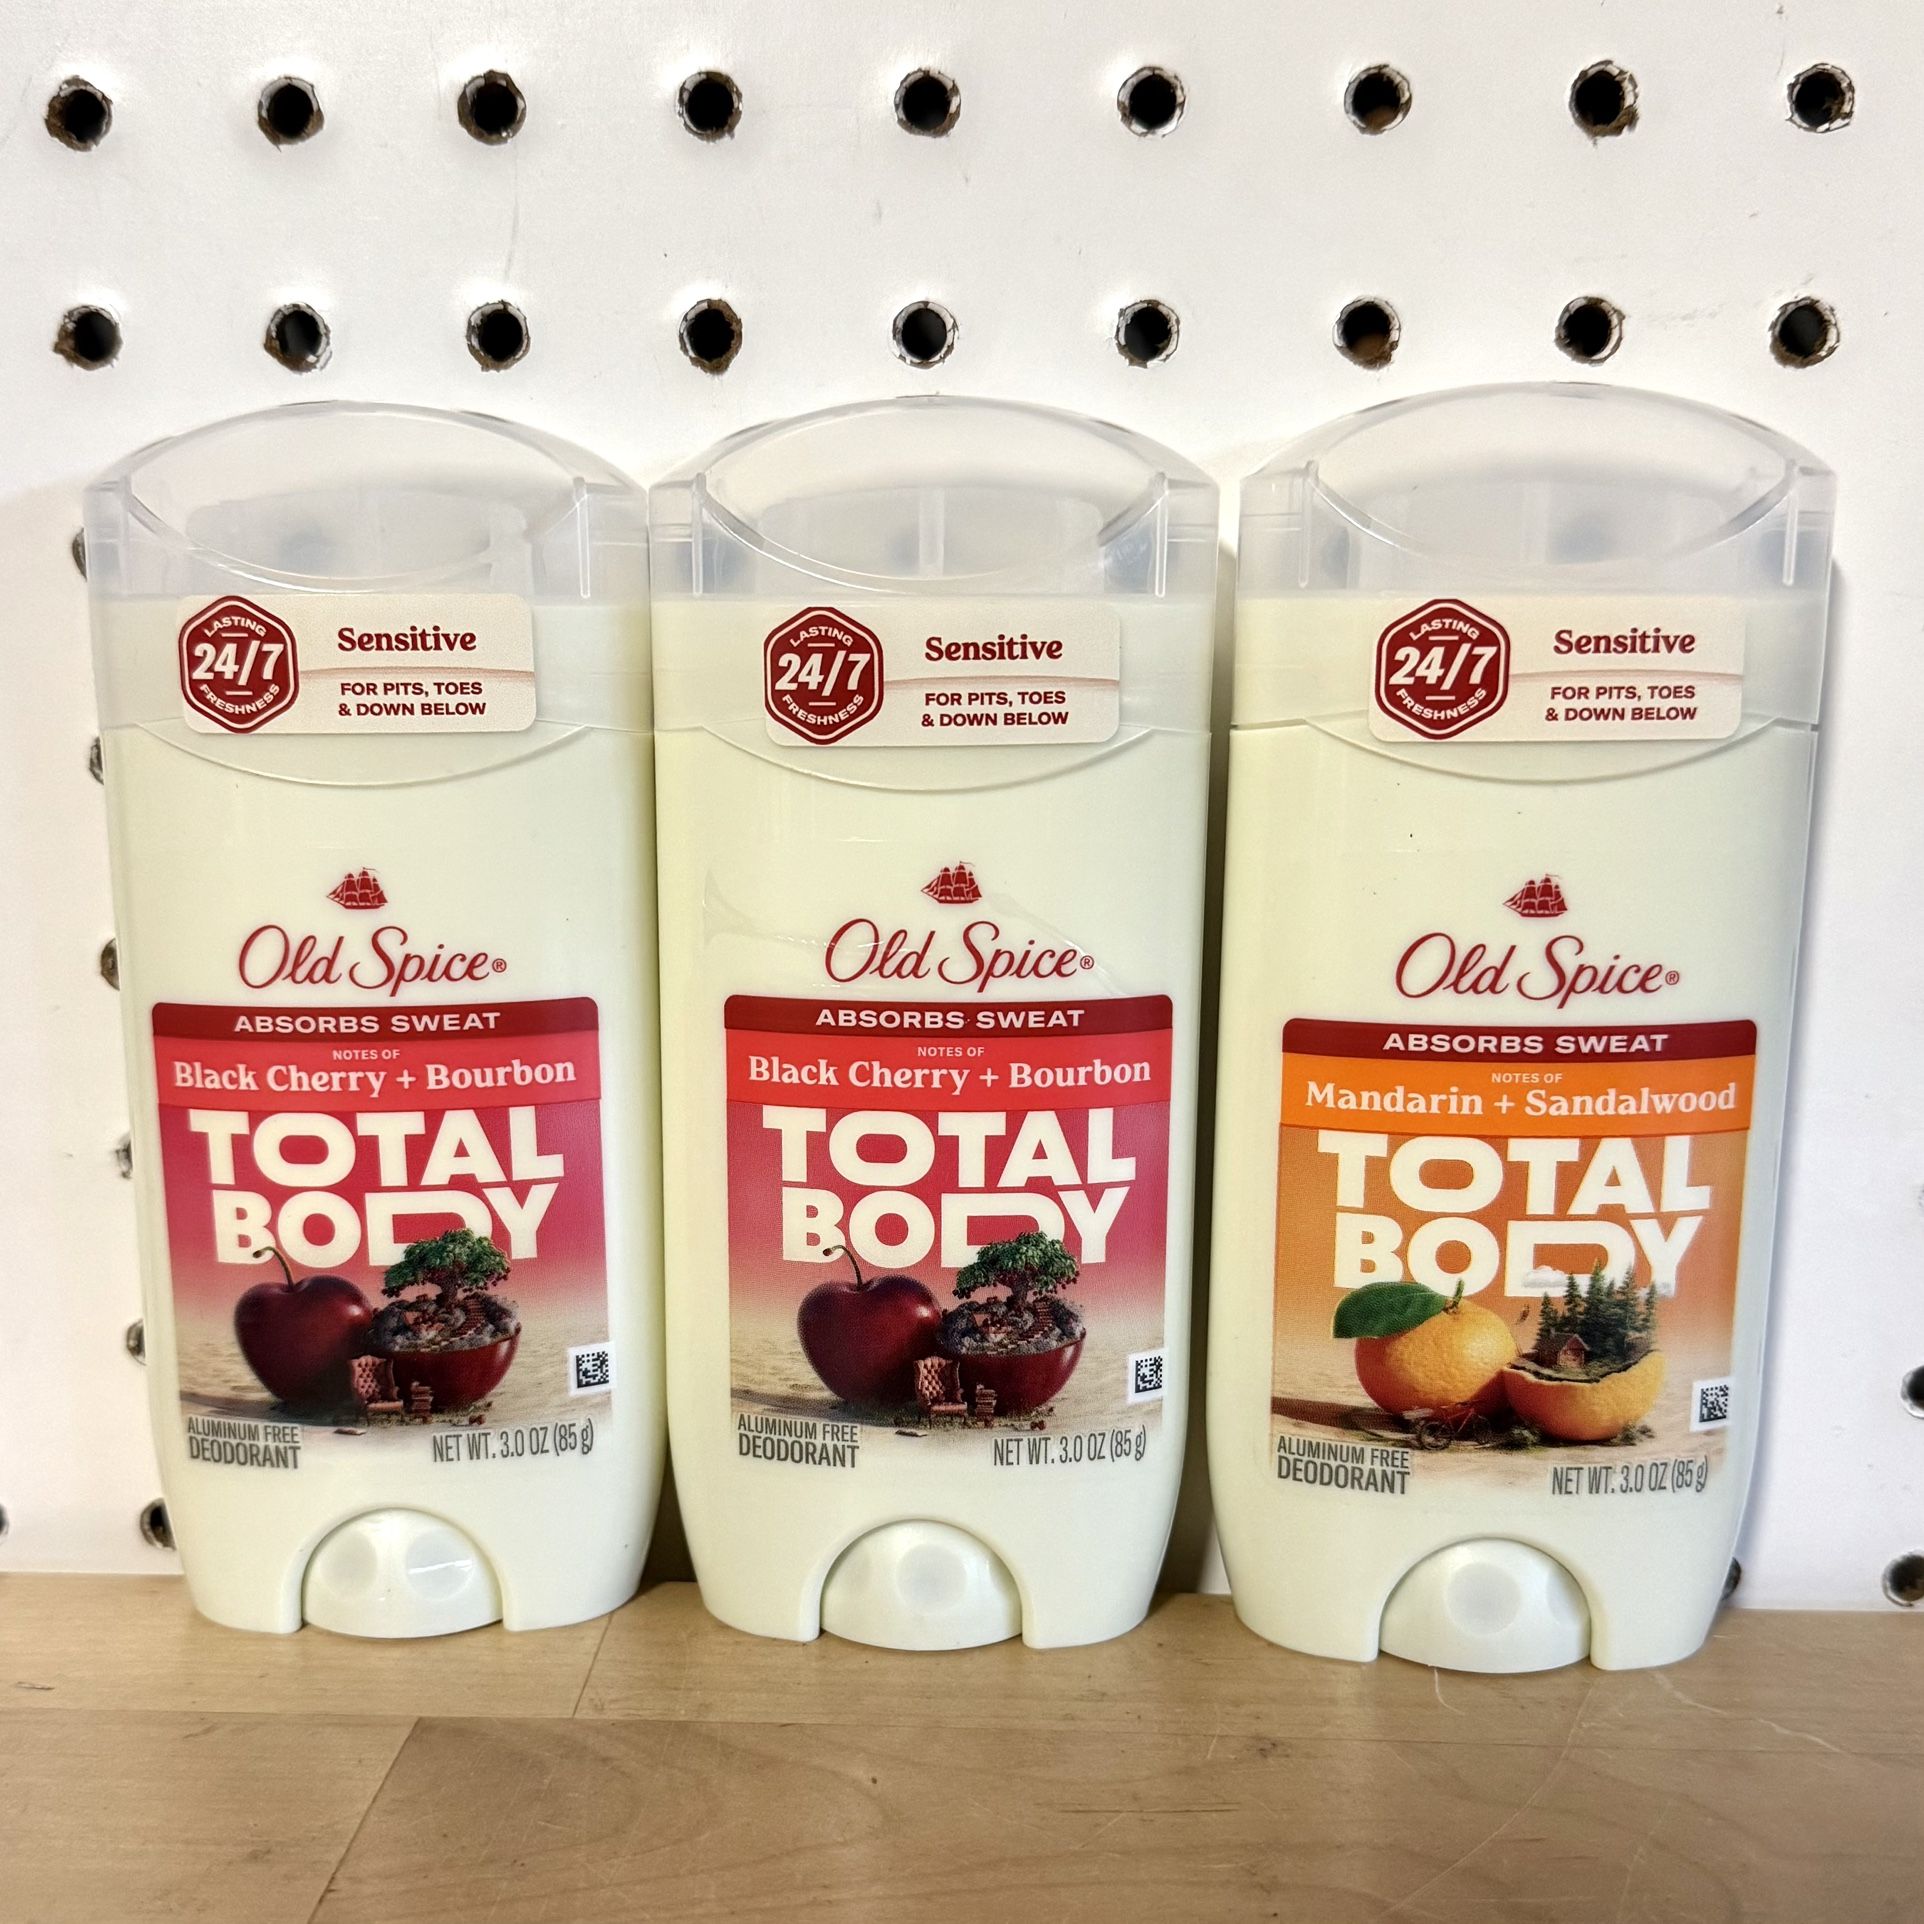 LASTING
24/7
FRESHNESS
Sensitive
FOR PITS, TOES
& DOWN BELOW
Old Spice®
ABSORBS SWEAT
NOTES OF
Black Cherry + Bourbon
TOTAL
BODY
ALUMINUM FREE
DEODORANT
NET WT. 3.0 OZ (85 g)
LASTING
24/7
FRESHNESS
Sensitive
FOR PITS, TOES
& DOWN BELOW
Old Spice®
ABSORBS SWEAT
NOTES OF
Black Cherry + Bourbon
TOTAL
BODY
ALUMINUM FREE
DEODORANT
NET WT. 3.0 OZ (85 g)
LASTING
24/7
FRESHNESS
Sensitive
FOR PITS, TOES
& DOWN BELOW
Old Spice®
ABSORBS SWEAT
NOTES OF
Mandarin + Sandalwood
TOTAL
BODY
ALUMINUM FREE
DEODORANT
NET WT. 3.0 OZ (85 g)